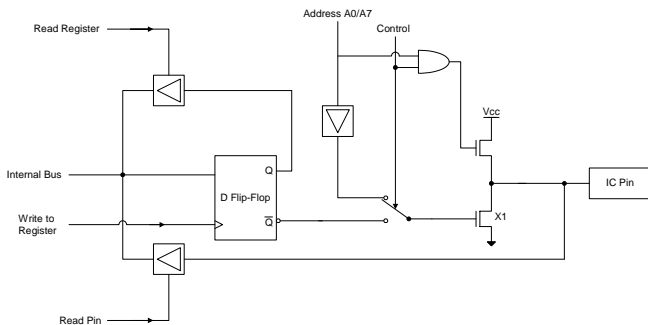 Address A0/A7
Read Register
Control
Vcc
Internal Bus
Q
D Flip-Flop
IC Pin
Write to
Register
Q
X1
Read Pin